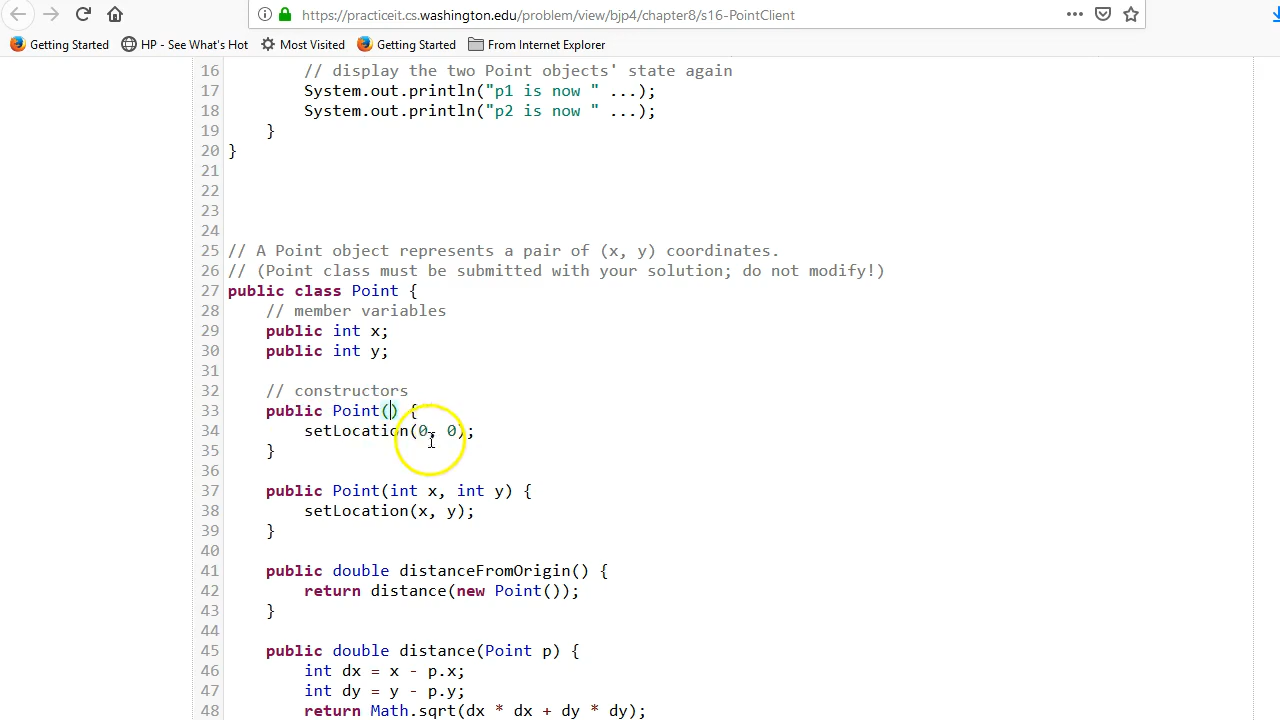 https://practiceit.cs.washington.edu/problem/view/bjp4/chapter8/s16-PointClient
Getting Started HP - See What's Hot Most Visited Getting Started From Internet Explorer
16 // display the two Point objects' state again
17 System.out.println("p1 is now " ...);
18 System.out.println("p2 is now " ...);
19 }
20 }
21
22
23
24
25 // A Point object represents a pair of (x, y) coordinates.
26 // (Point class must be submitted with your solution; do not modify!)
27 public class Point {
28 // member variables
29 public int x;
30 public int y;
31
32 // constructors
33 public Point() {
34 setLocation(0, 0);
35 }
36
37 public Point(int x, int y) {
38 setLocation(x, y);
39 }
40
41 public double distanceFromOrigin() {
42 return distance(new Point());
43 }
44
45 public double distance(Point p) {
46 int dx = x - p.x;
47 int dy = y - p.y;
48 return Math.sqrt(dx * dx + dy * dy);